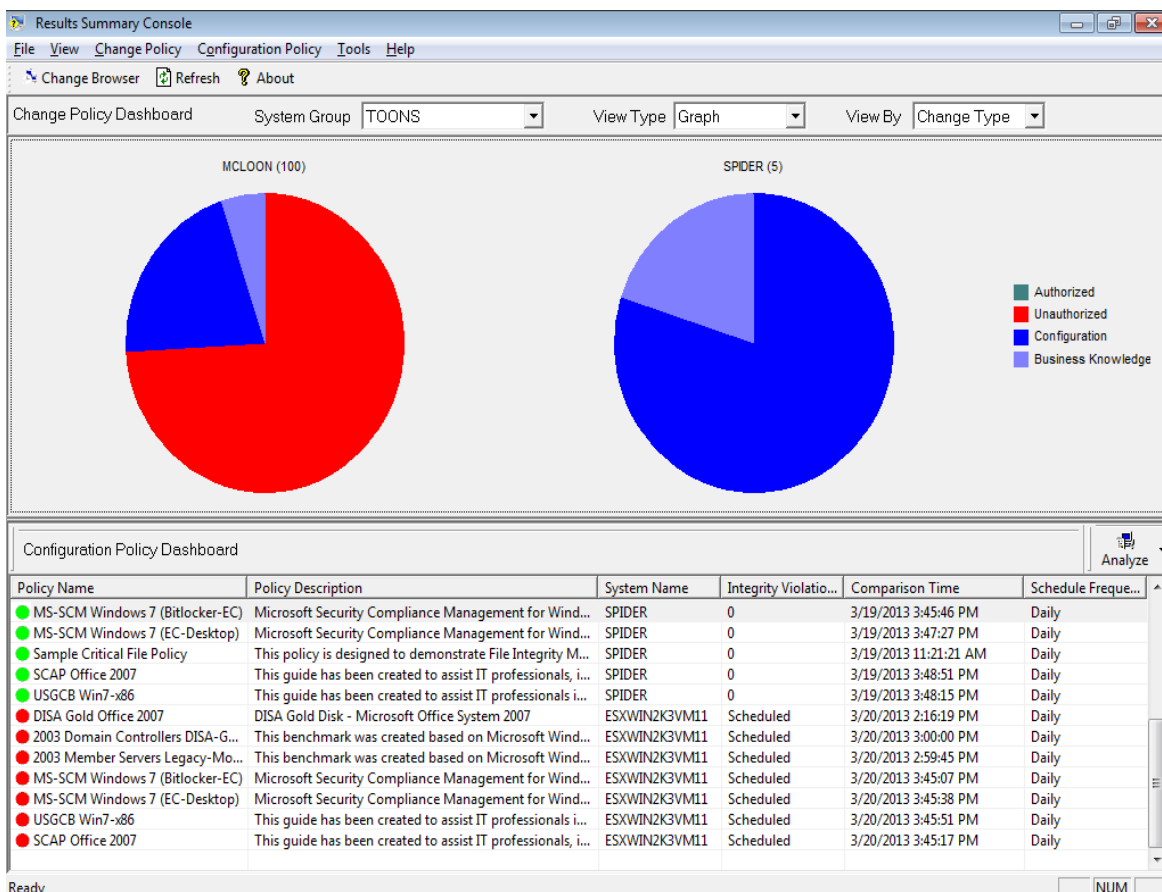 Results Summary Console
File View Change Policy Configuration Policy Tools Help
Change Browser Refresh About
Change Policy Dashboard System Group TOONS View Type Graph View By Change Type
MCLOON (100) SPIDER (5)
Authorized
Unauthorized
Configuration
Business Knowledge
Configuration Policy Dashboard Analyze
Policy Name Policy Description System Name Integrity Violatio... Comparison Time Schedule Freque...
MS-SCM Windows 7 (Bitlocker-EC) Microsoft Security Compliance Management for Wind... SPIDER 0 3/19/2013 3:45:46 PM Daily
MS-SCM Windows 7 (EC-Desktop) Microsoft Security Compliance Management for Wind... SPIDER 0 3/19/2013 3:47:27 PM Daily
Sample Critical File Policy This policy is designed to demonstrate File Integrity M... SPIDER 0 3/19/2013 11:21:21 AM Daily
SCAP Office 2007 This guide has been created to assist IT professionals, i... SPIDER 0 3/19/2013 3:48:51 PM Daily
USGCB Win7-x86 This guide has been created to assist IT professionals i... SPIDER 0 3/19/2013 3:48:15 PM Daily
DISA Gold Office 2007 DISA Gold Disk - Microsoft Office System 2007 ESXWIN2K3VM11 Scheduled 3/20/2013 2:16:19 PM Daily
2003 Domain Controllers DISA-G... This benchmark was created based on Microsoft Wind... ESXWIN2K3VM11 Scheduled 3/20/2013 3:00:00 PM Daily
2003 Member Servers Legacy-Mo... This benchmark was created based on Microsoft Wind... ESXWIN2K3VM11 Scheduled 3/20/2013 2:59:45 PM Daily
MS-SCM Windows 7 (Bitlocker-EC) Microsoft Security Compliance Management for Wind... ESXWIN2K3VM11 Scheduled 3/20/2013 3:45:07 PM Daily
MS-SCM Windows 7 (EC-Desktop) Microsoft Security Compliance Management for Wind... ESXWIN2K3VM11 Scheduled 3/20/2013 3:45:38 PM Daily
USGCB Win7-x86 This guide has been created to assist IT professionals i... ESXWIN2K3VM11 Scheduled 3/20/2013 3:45:51 PM Daily
SCAP Office 2007 This guide has been created to assist IT professionals, i... ESXWIN2K3VM11 Scheduled 3/20/2013 3:45:17 PM Daily
Ready NUM